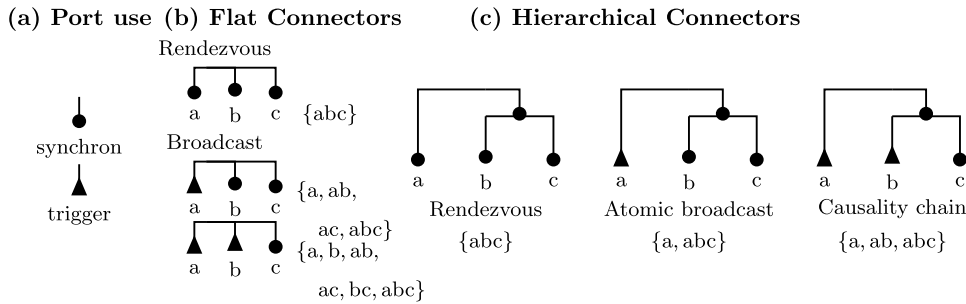 (a) Port use (b) Flat Connectors (c) Hierarchical Connectors
Rendezvous
a b c {abc}
synchron
Broadcast
a b c {a, ab,
ac, abc}
trigger
a b c {a, b, ab,
ac, bc, abc}
a b c
Rendezvous
{abc}
a b c
Atomic broadcast
{a, abc}
a b c
Causality chain
{a, ab, abc}